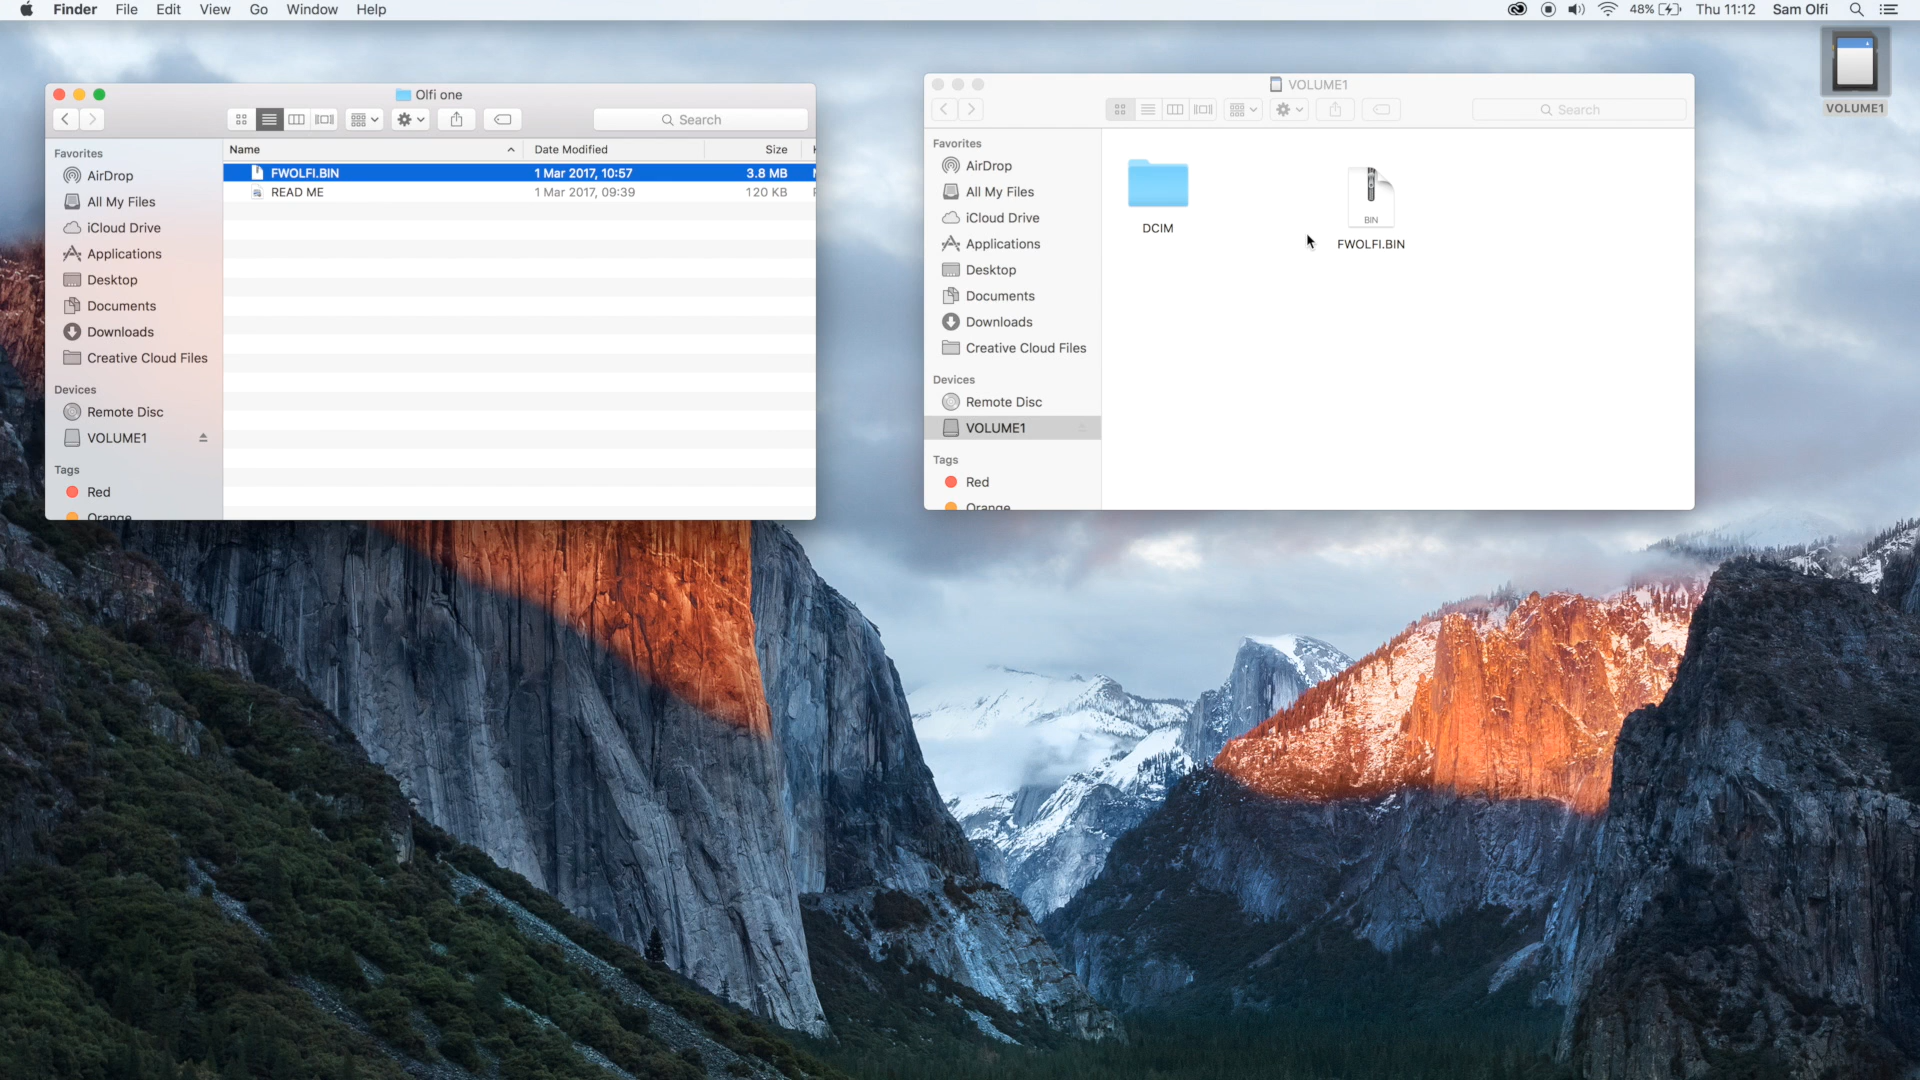 Finder File Edit View Go Window Help
48% Thu 11:12 Sam Olfi
VOLUME1
Olfi one
Search
Favorites
AirDrop
All My Files
iCloud Drive
Applications
Desktop
Documents
Downloads
Creative Cloud Files
Devices
Remote Disc
VOLUME1
Tags
Red
Orange
Name Date Modified Size
FWOLFI.BIN 1 Mar 2017, 10:57 3.8 MB
READ ME 1 Mar 2017, 09:39 120 KB
VOLUME1
Search
Favorites
AirDrop
All My Files
iCloud Drive
Applications
Desktop
Documents
Downloads
Creative Cloud Files
Devices
Remote Disc
VOLUME1
Tags
Red
Orange
DCIM
BIN
FWOLFI.BIN